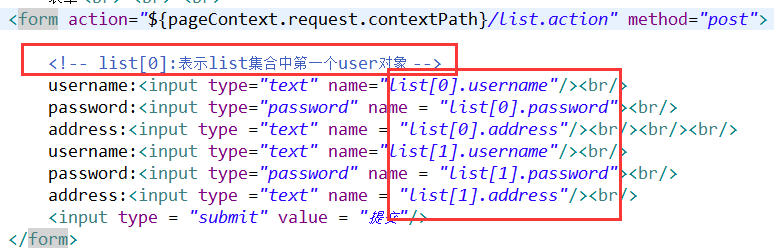 <form action="${pageContext.request.contextPath}/list.action" method="post">
<!-- list[0]:表示list集合中第一个user对象 -->
username:<input type="text" name="list[0].username"/><br/>
password:<input type="password" name = "list[0].password"><br/>
address:<input type ="text" name = "list[0].address"/><br/><br/><br/>
username:<input type="text" name="list[1].username"/><br/>
password:<input type="password" name = "list[1].password"><br/>
address:<input type ="text" name = "list[1].address"/><br/>
<input type = "submit" value = "提交"/>
</form>